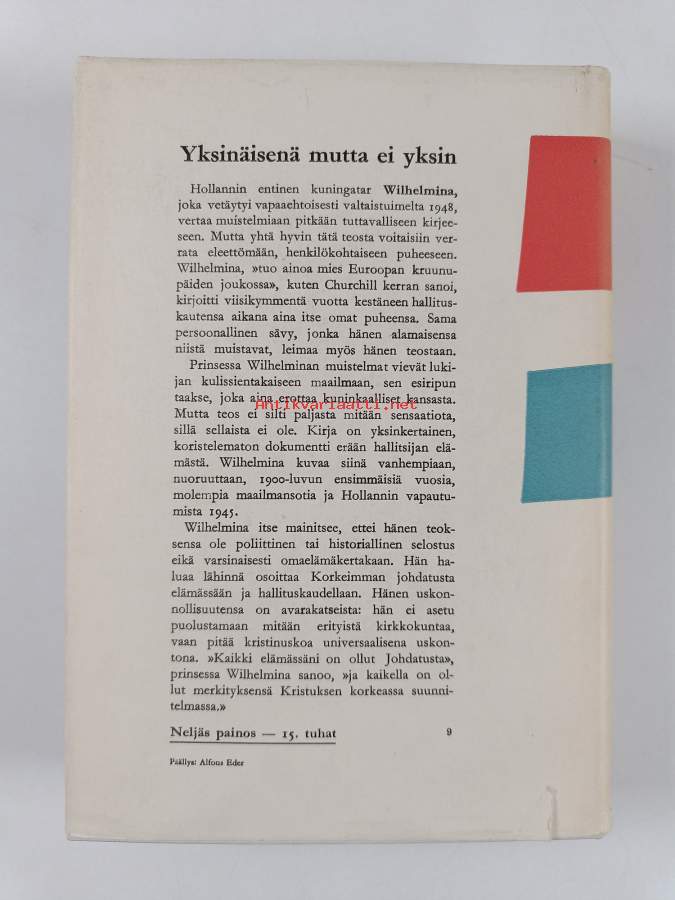 Yksinäisenä mutta ei yksin
Hollannin entinen kuningatar Wilhelmina,
joka vetäytyi vapaaehtoisesti valtaistuimelta 1948,
vertaa muistelmiaan pitkään tuttavalliseen kirjee-
seen. Mutta yhtä hyvin tätä teosta voitaisiin ver-
rata eleettömään, henkilökohtaiseen puheeseen.
Wilhelmina, »tuo ainoa mies Euroopan kruunu-
päiden joukossa», kuten Churchill kerran sanoi,
kirjoitti viisikymmentä vuotta kestäneen hallitus-
kautensa aikana aina itse omat puheensa. Sama
persoonallinen sävy, jonka hänen alamaisensa
niistä muistavat, leimaa myös hänen teostaan.
Prinsessa Wilhelminan muistelmat vievät luki-
jan kulissientakaiseen maailmaan, sen esiripun
taakse, joka aina erottaa kuninkaalliset kansasta.
Antikvariaatti.net
Mutta teos ei silti paljasta mitään sensaatiota,
sillä sellaista ei ole. Kirja on yksinkertainen,
koristelematon dokumentti erään hallitsijan elä-
mästä. Wilhelmina kuvaa siinä vanhempiaan,
nuoruuttaan, 1900-luvun ensimmäisiä vuosia,
molempia maailmansotia ja Hollannin vapautu-
mista 1945.
Wilhelmina itse mainitsee, ettei hänen teok-
sensa ole poliittinen tai historiallinen selostus
eikä varsinaisesti omaelämäkertakaan. Hän ha-
luaa lähinnä osoittaa Korkeimman johdatusta
elämässään ja hallituskaudellaan. Hänen uskon-
nollisuutensa on avarakatseista: hän ei asetu
puolustamaan mitään erityistä kirkkokuntaa,
vaan pitää kristinuskoa universaalisena uskon-
tona. »Kaikki elämässäni on ollut Johdatusta»,
prinsessa Wilhelmina sanoo, »ja kaikella on ol-
lut merkityksensä Kristuksen korkeassa suunni-
telmassa.»
Neljäs painos — 15. tuhat 9
Päällys: Alfons Eder